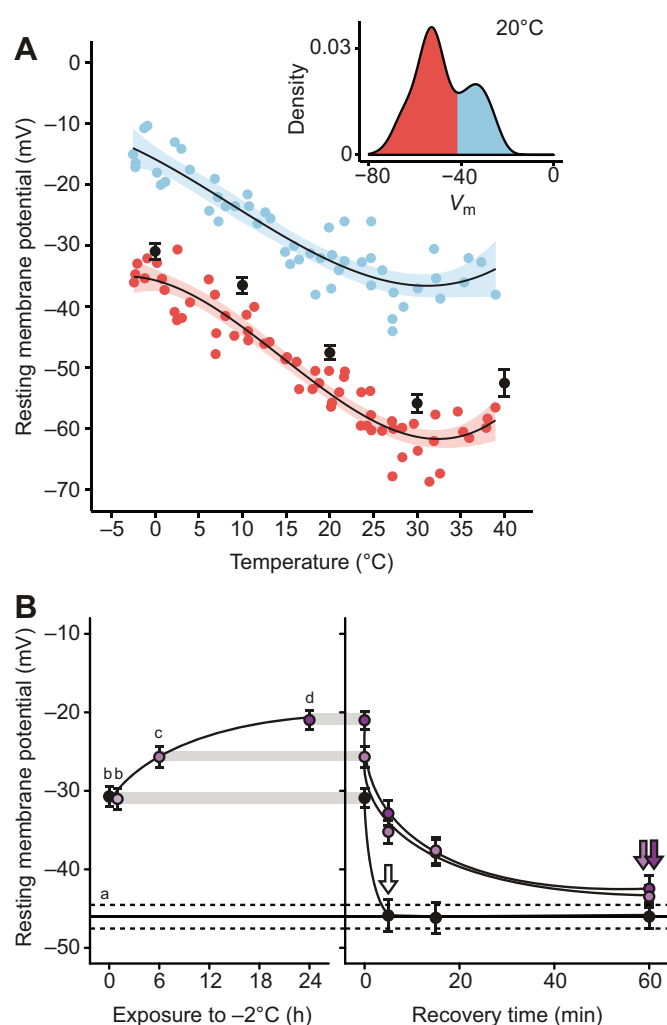 A
20°C
0.03
0
Density
–80
–40
0
Vm
0
–10
–20
–30
–40
–50
–60
–70
Resting membrane potential (mV)
–5
0
5
10
15
20
25
30
35
40
Temperature (°C)
B
–10
–20
–30
–40
–50
Resting membrane potential (mV)
b b
c
d
a
0
6
12
18
24
0
20
40
60
Exposure to –2°C (h)
Recovery time (min)